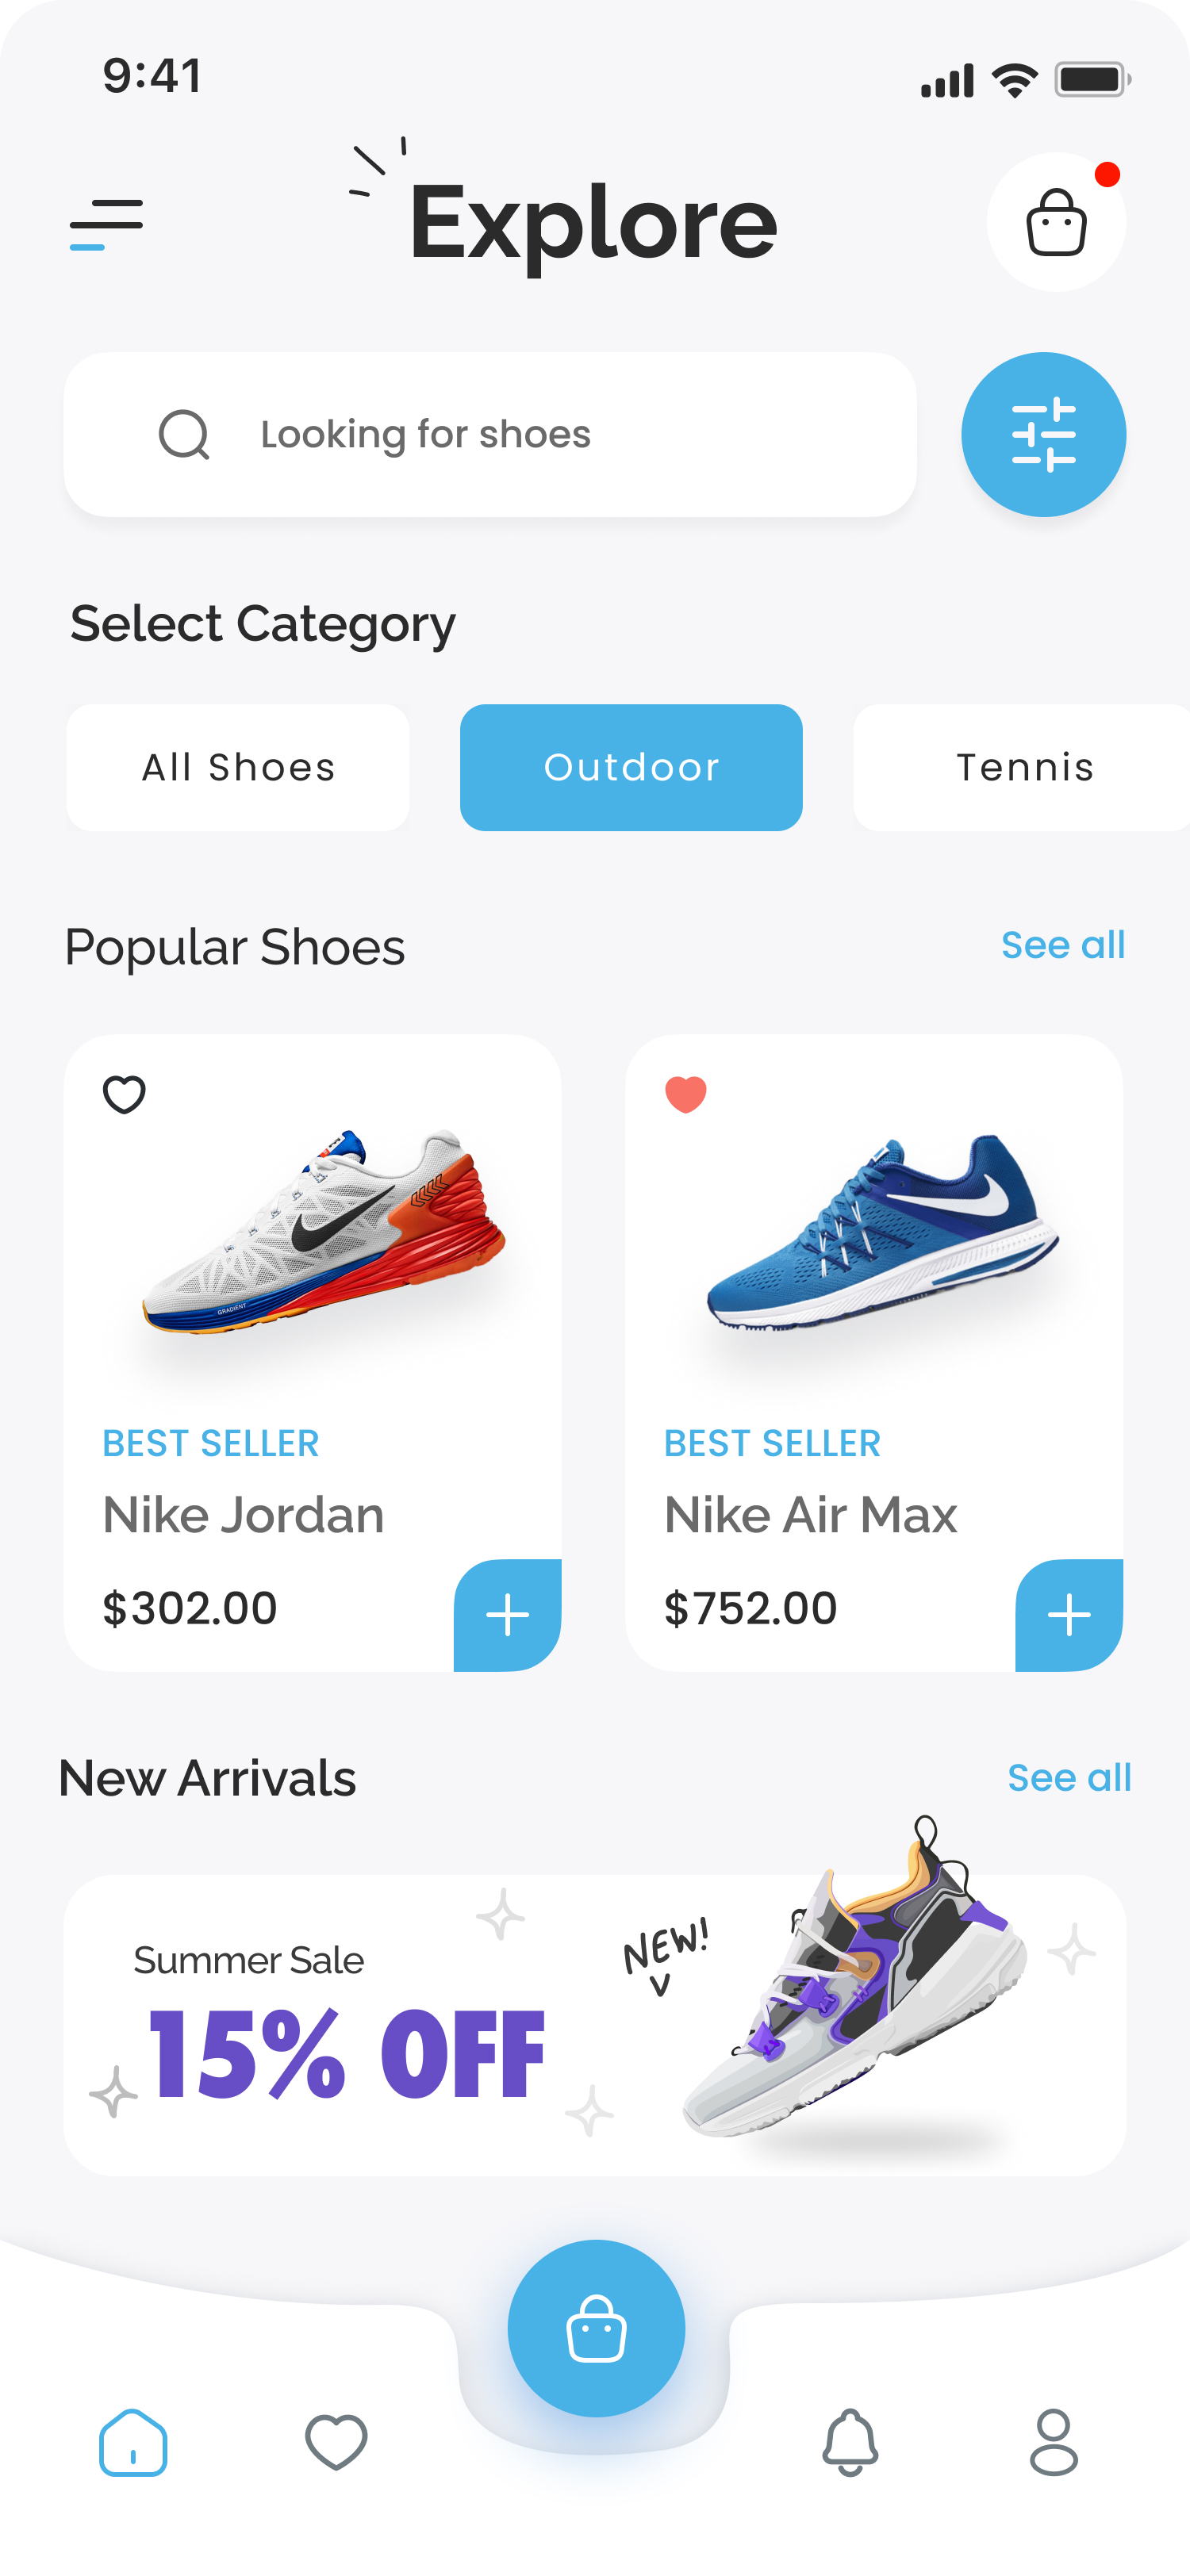 9:41
Explore
Looking for shoes
Select Category
All Shoes
Outdoor
Tennis
Popular Shoes
See all
GRADIENT
BEST SELLER
BEST SELLER
Nike Jordan
Nike Air Max
$302.00
$752.00
New Arrivals
See all
NEW!
Summer Sale
15% OFF